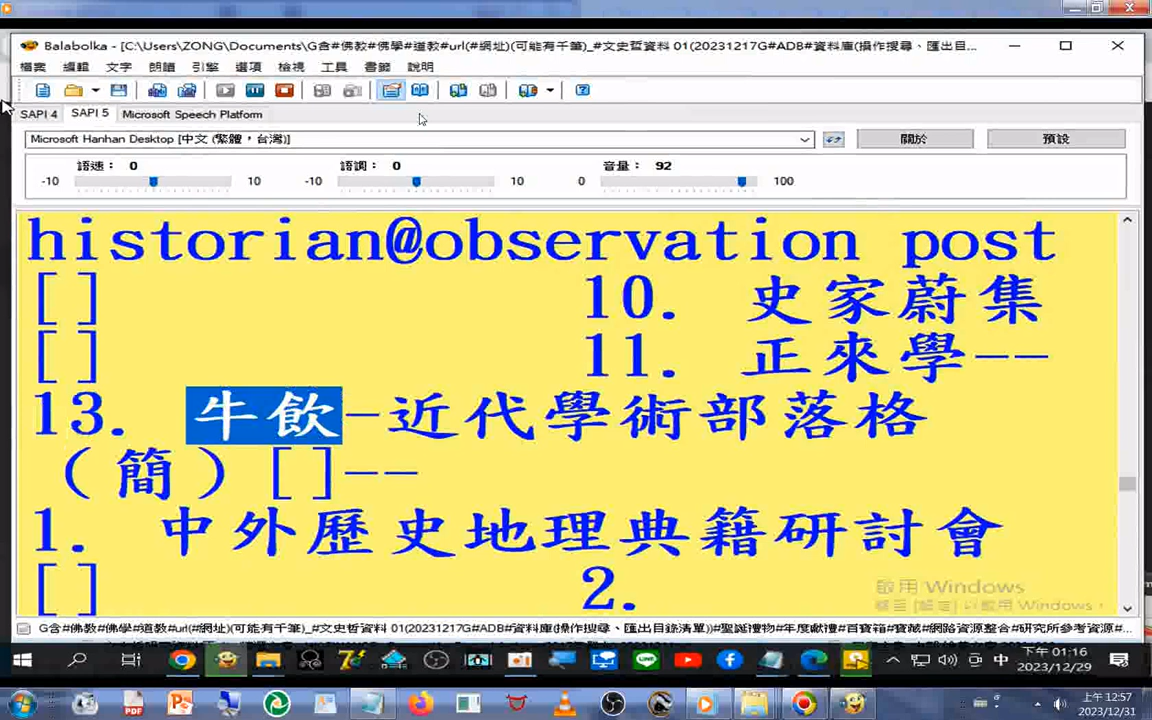 Balabolka - [C:\Users\ZONG\Documents\G含#佛教#佛學#道教#url(#網址)(可能有千筆)_#文史哲資料 01(20231217G#ADB#資料庫(操作搜尋、匯出目...
檔案 編輯 文字 朗讀 引擎 選項 檢視 工具 書籤 說明
SAPI 4 SAPI 5 Microsoft Speech Platform
Microsoft Hanhan Desktop [中文 (繁體，台灣)] 關於 預設
語速： 0 語調： 0 音量： 92
-10 10 -10 10 0 100
historian@observation post
[] 10. 史家蔚集
[] 11. 正來學--
13. 牛飲-近代學術部落格
(簡) []--
1. 中外歷史地理典籍研討會
[] 2.
啟用 Windows
G含#佛教#佛學#道教#url(#網址)(可能有千筆)_#文史哲資料 01(20231217G#ADB#資料庫(操作搜尋、匯出目錄清單))#聖誕禮物#年度獻禮#百寶箱#寶藏#網路資源整合#研究所參考資源#...
中 下午 01:16
2023/12/29
上午 12:57
2023/12/31